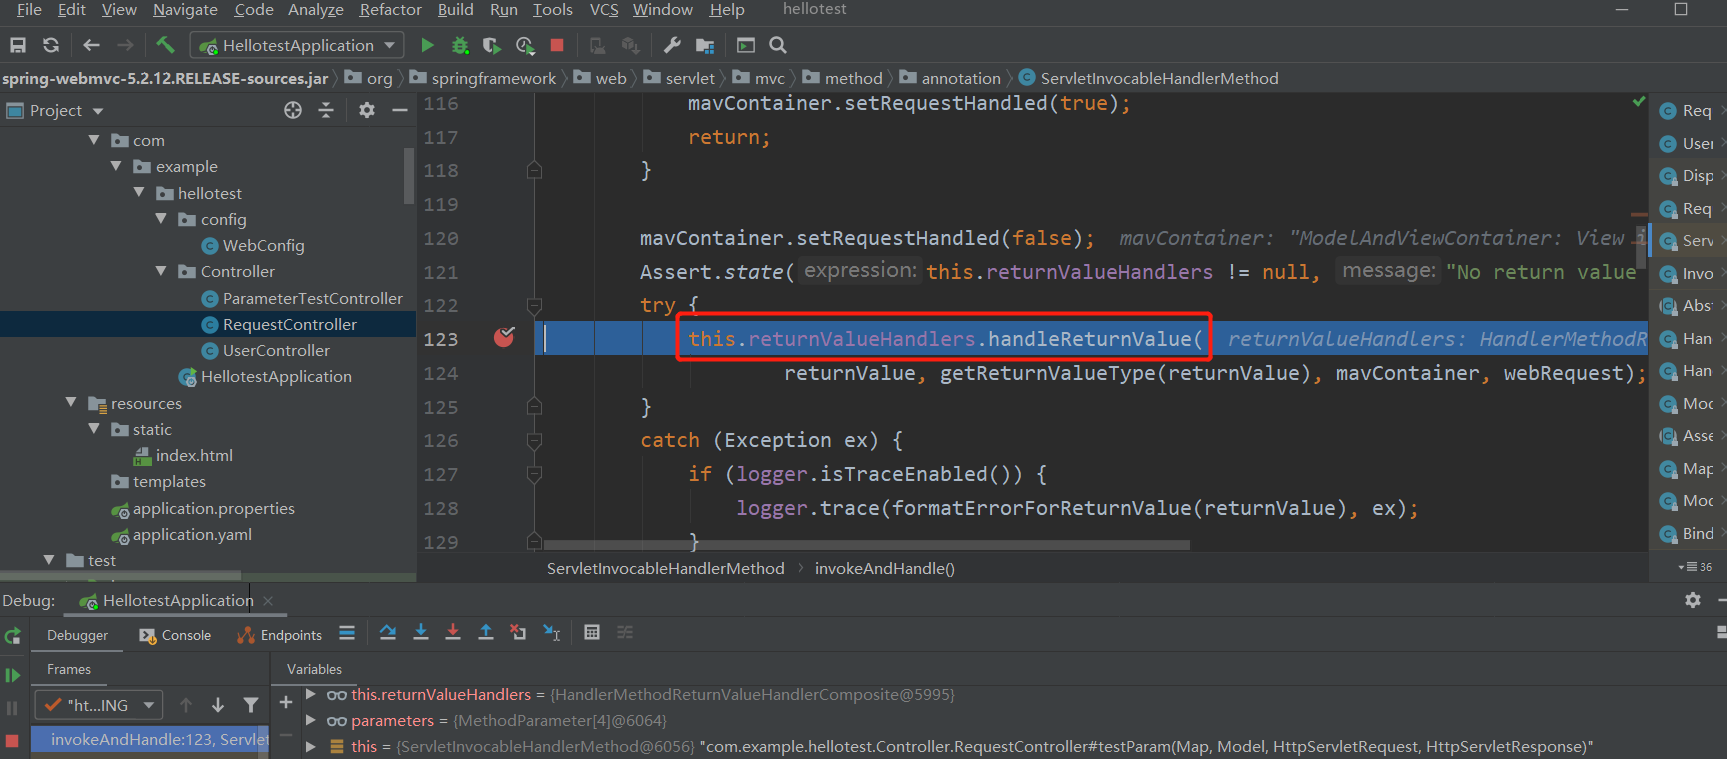 File Edit View Navigate Code Analyze Refactor Build Run Tools VCS Window Help hellotest
HellotestApplication
spring-webmvc-5.2.12.RELEASE-sources.jar org springframework web servlet mvc method annotation ServletInvocableHandlerMethod
Project
com
example
hellotest
config
WebConfig
Controller
ParameterTestController
RequestController
UserController
HellotestApplication
resources
static
index.html
templates
application.properties
application.yaml
test
116 mavContainer.setRequestHandled(true);
117 return;
118 }
119
120 mavContainer.setRequestHandled(false); mavContainer: "ModelAndViewContainer: View i
121 Assert.state( expression: this.returnValueHandlers != null, message: "No return value
122 try {
123 this.returnValueHandlers.handleReturnValue( returnValueHandlers: HandlerMethodR
124 returnValue, getReturnValueType(returnValue), mavContainer, webRequest);
125 }
126 catch (Exception ex) {
127 if (logger.isTraceEnabled()) {
128 logger.trace(formatErrorForReturnValue(returnValue), ex);
129 }
ServletInvocableHandlerMethod invokeAndHandle()
Req
User
Disp
Req
Serv
Invo
Abst
Han
Han
Mod
Asse
Map
Mod
Bind
36
Debug: HellotestApplication
Debugger Console Endpoints
Frames Variables
"ht...ING
invokeAndHandle:123, Servlet
this.returnValueHandlers = {HandlerMethodReturnValueHandlerComposite@5995}
parameters = {MethodParameter[4]@6064}
this = {ServletInvocableHandlerMethod@6056} "com.example.hellotest.Controller.RequestController#testParam(Map, Model, HttpServletRequest, HttpServletResponse)"